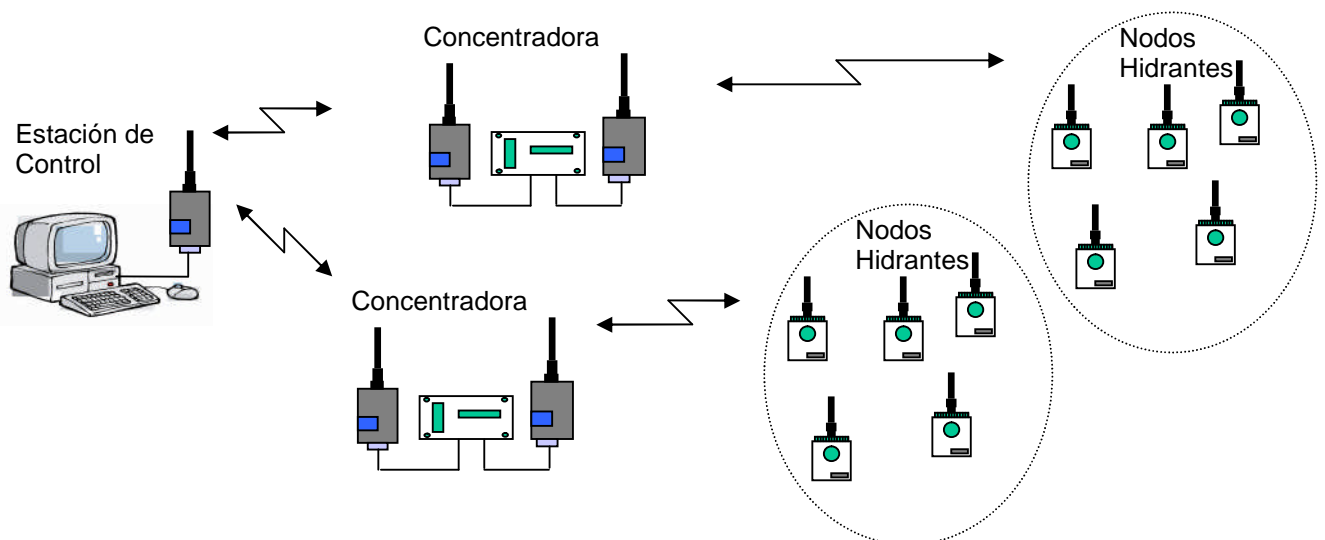 Concentradora
Nodos
Hidrantes
Estación de
Control
Nodos
Hidrantes
Concentradora